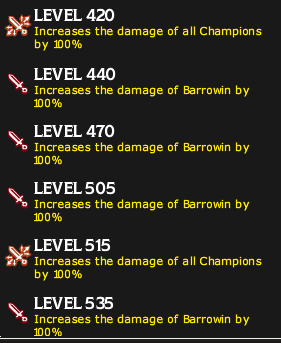 LEVEL 420
Increases the damage of all Champions
by 100%
LEVEL 440
Increases the damage of Barrowin by
100%
LEVEL 470
Increases the damage of Barrowin by
100%
LEVEL 505
Increases the damage of Barrowin by
100%
LEVEL 515
Increases the damage of all Champions
by 100%
LEVEL 535
Increases the damage of Barrowin by
100%